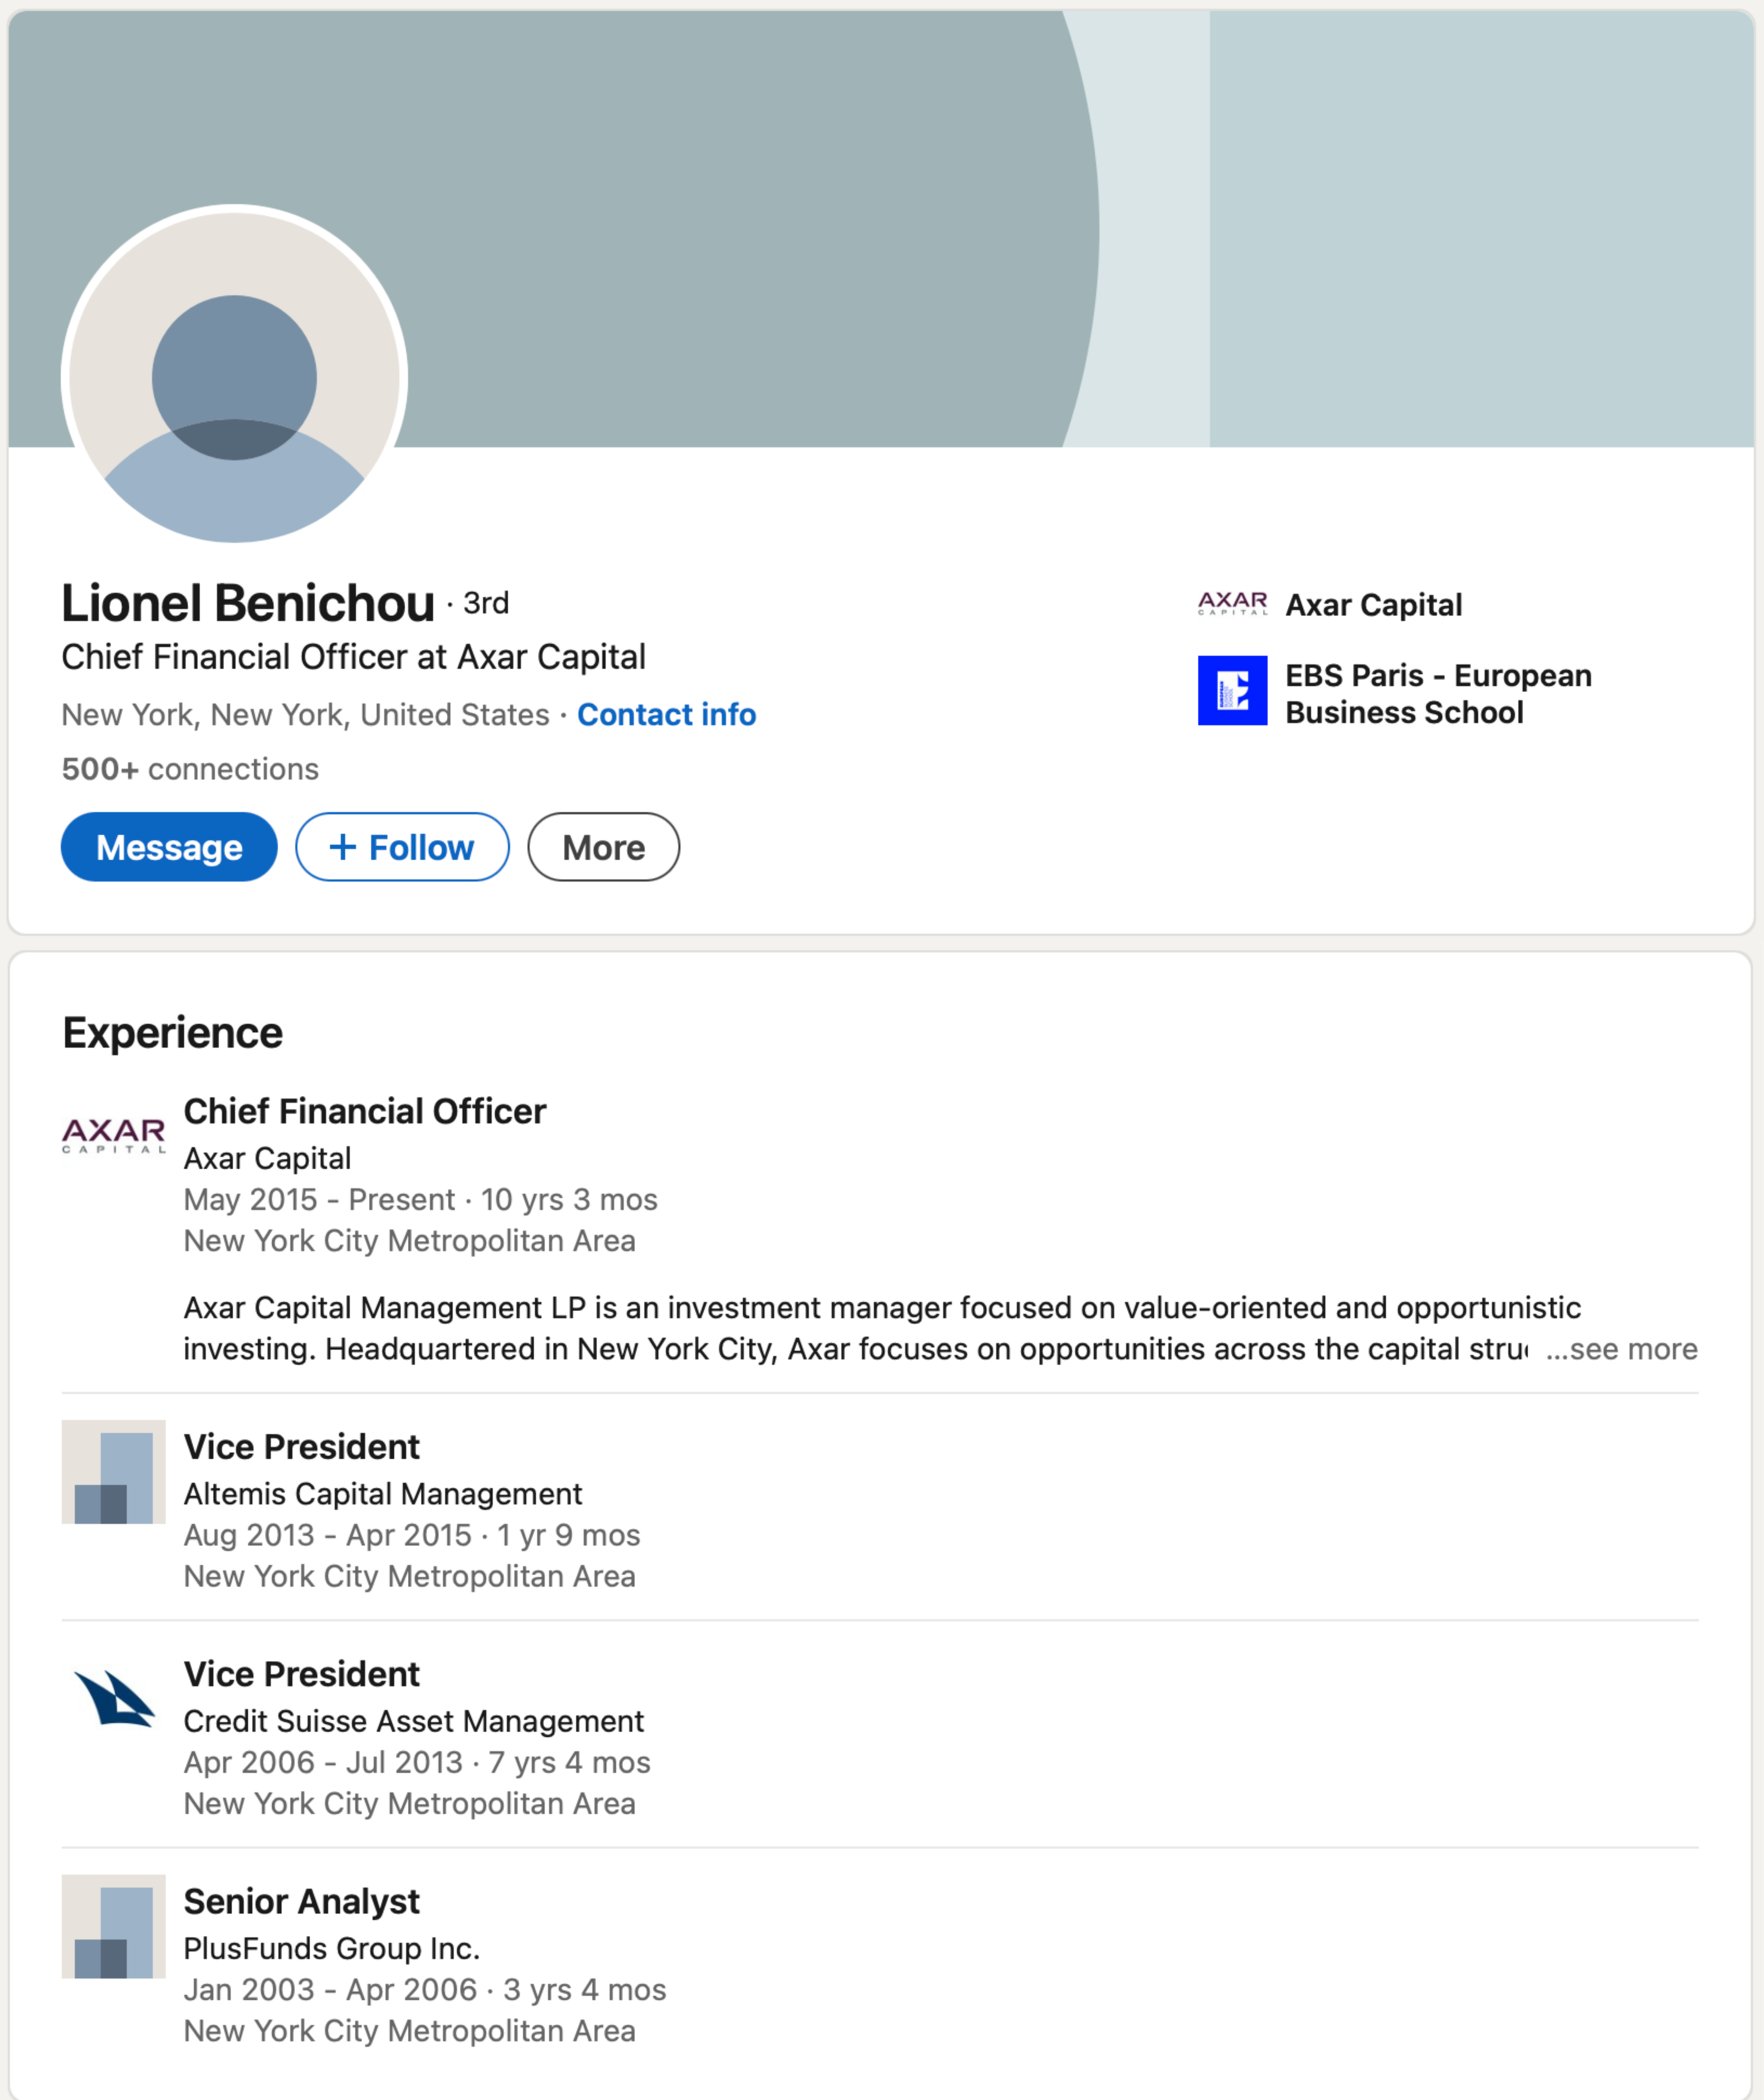 Lionel Benichou · 3rd
Chief Financial Officer at Axar Capital
New York, New York, United States · Contact info
500+ connections
Message
+ Follow
More
AXAR
CAPITAL
Axar Capital
EBS Paris - European
Business School
Experience
AXAR
CAPITAL
Chief Financial Officer
Axar Capital
May 2015 - Present · 10 yrs 3 mos
New York City Metropolitan Area
Axar Capital Management LP is an investment manager focused on value-oriented and opportunistic
investing. Headquartered in New York City, Axar focuses on opportunities across the capital ...see more
Vice President
Altemis Capital Management
Aug 2013 - Apr 2015 · 1 yr 9 mos
New York City Metropolitan Area
Vice President
Credit Suisse Asset Management
Apr 2006 - Jul 2013 · 7 yrs 4 mos
New York City Metropolitan Area
Senior Analyst
PlusFunds Group Inc.
Jan 2003 - Apr 2006 · 3 yrs 4 mos
New York City Metropolitan Area